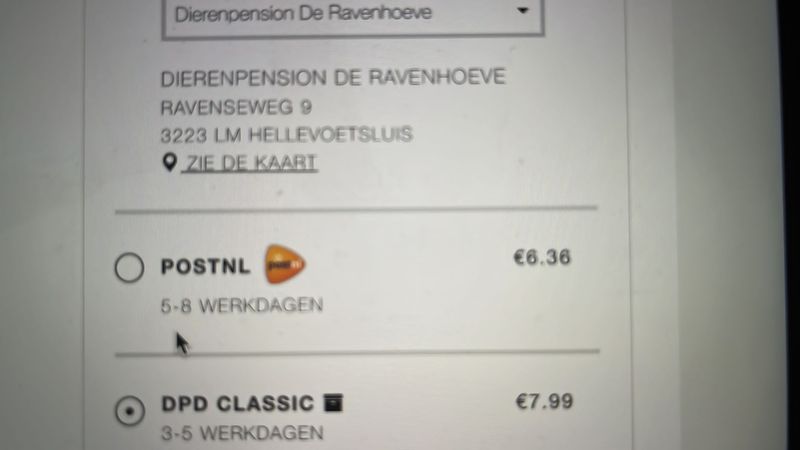 Dierenpension De Ravenhoeve
DIERENPENSION DE RAVENHOEVE
RAVENSEWEG 9
3223 LM HELLEVOETSLUIS
ZIE DE KAART
POSTNL postnl €6.36
5-8 WERKDAGEN
DPD CLASSIC €7.99
3-5 WERKDAGEN